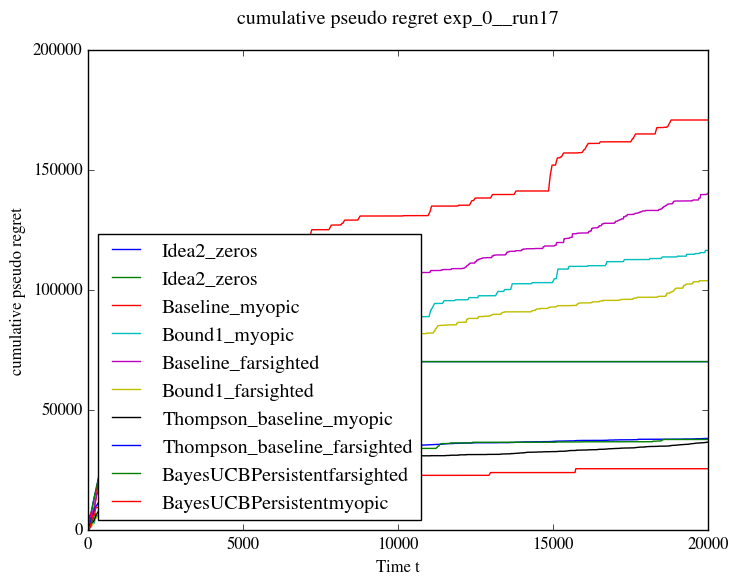 cumulative pseudo regret exp_0__run17
200000
150000
100000
50000
0
cumulative pseudo regret
Idea2_zeros
Idea2_zeros
Baseline_myopic
Bound1_myopic
Baseline_farsighted
Bound1_farsighted
Thompson_baseline_myopic
Thompson_baseline_farsighted
BayesUCBPersistentfarsighted
BayesUCBPersistentmyopic
0 5000 10000 15000 20000
Time t